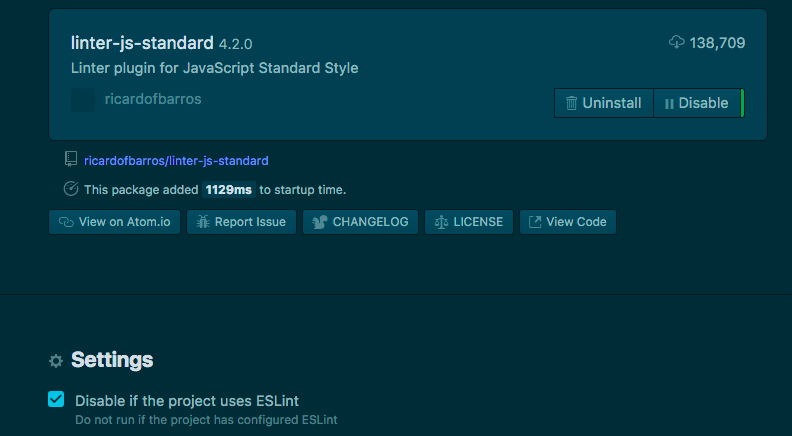 linter-js-standard 4.2.0 138,709
Linter plugin for JavaScript Standard Style
ricardofbarros
Uninstall Disable
ricardofbarros/linter-js-standard
This package added 1129ms to startup time.
View on Atom.io Report Issue CHANGELOG LICENSE View Code
Settings
Disable if the project uses ESLint
Do not run if the project has configured ESLint